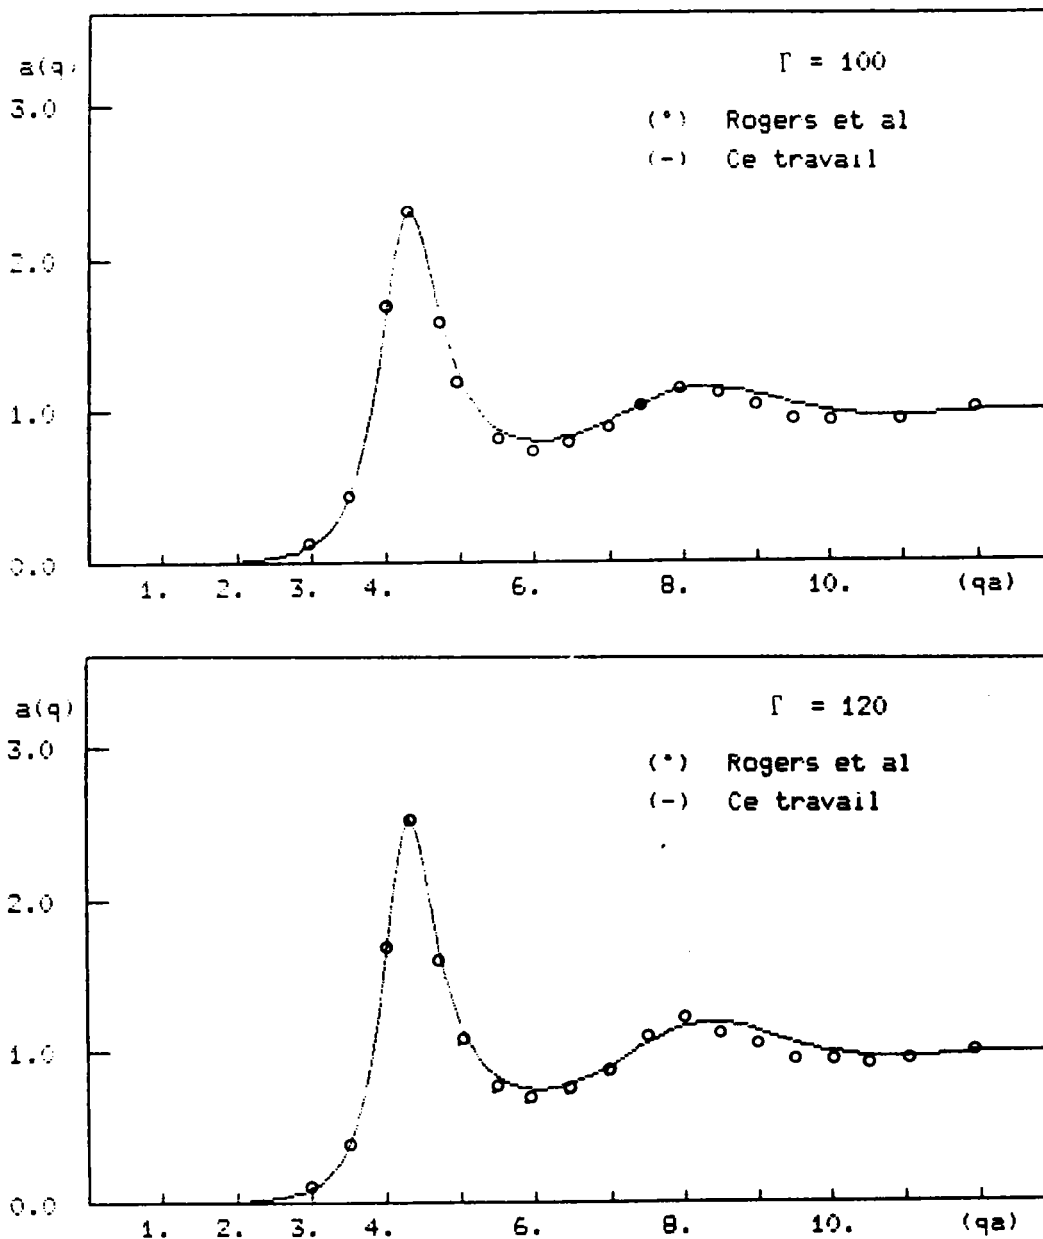 a(q)
Γ = 100
3.0
(°) Rogers et al
(-) Ce travail
2.0
1.0
0.0
1. 2. 3. 4. 6. 8. 10. (qa)
a(q)
Γ = 120
3.0
(°) Rogers et al
(-) Ce travail
2.0
1.0
0.0
1. 2. 3. 4. 6. 8. 10. (qa)